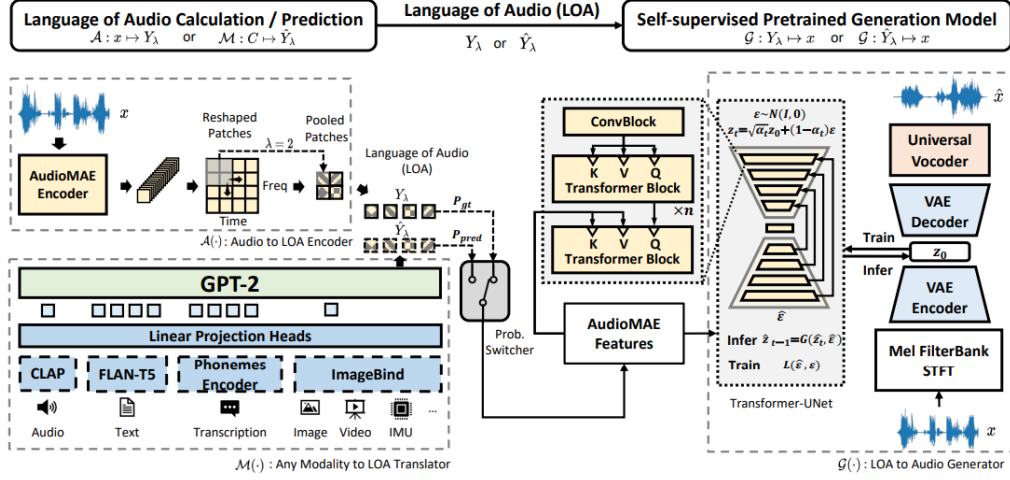 Language of Audio Calculation / Prediction
𝒜 : x ↦ Y_λ or ℳ : C ↦ Ŷ_λ
Language of Audio (LOA)
Y_λ or Ŷ_λ
Self-supervised Pretrained Generation Model
𝒢 : Y_λ ↦ x or 𝒢 : Ŷ_λ ↦ x
x
AudioMAE
Encoder
Reshaped
Patches
λ = 2
Pooled
Patches
Freq
Time
𝒜(·) : Audio to LOA Encoder
Language of Audio
(LOA)
Y_λ
Ŷ_λ
P_gt
P_pred
Prob.
Switcher
GPT-2
Linear Projection Heads
CLAP
FLAN-T5
Phonemes
Encoder
ImageBind
Audio
Text
Transcription
Image
Video
IMU
...
ℳ(·) : Any Modality to LOA Translator
ConvBlock
K V Q
Transformer Block
×n
K V Q
Transformer Block
AudioMAE
Features
ε~N(I,0)
z_t=√α_t z_0+(1−α_t)ε
ε̂
Infer ẑ_t−1=G(ẑ_t,ε̂)
Train L(ε̂,ε)
Transformer-UNet
Train
Infer
x̂
Universal
Vocoder
VAE
Decoder
z_0
VAE
Encoder
Mel FilterBank
STFT
x
𝒢(·) : LOA to Audio Generator